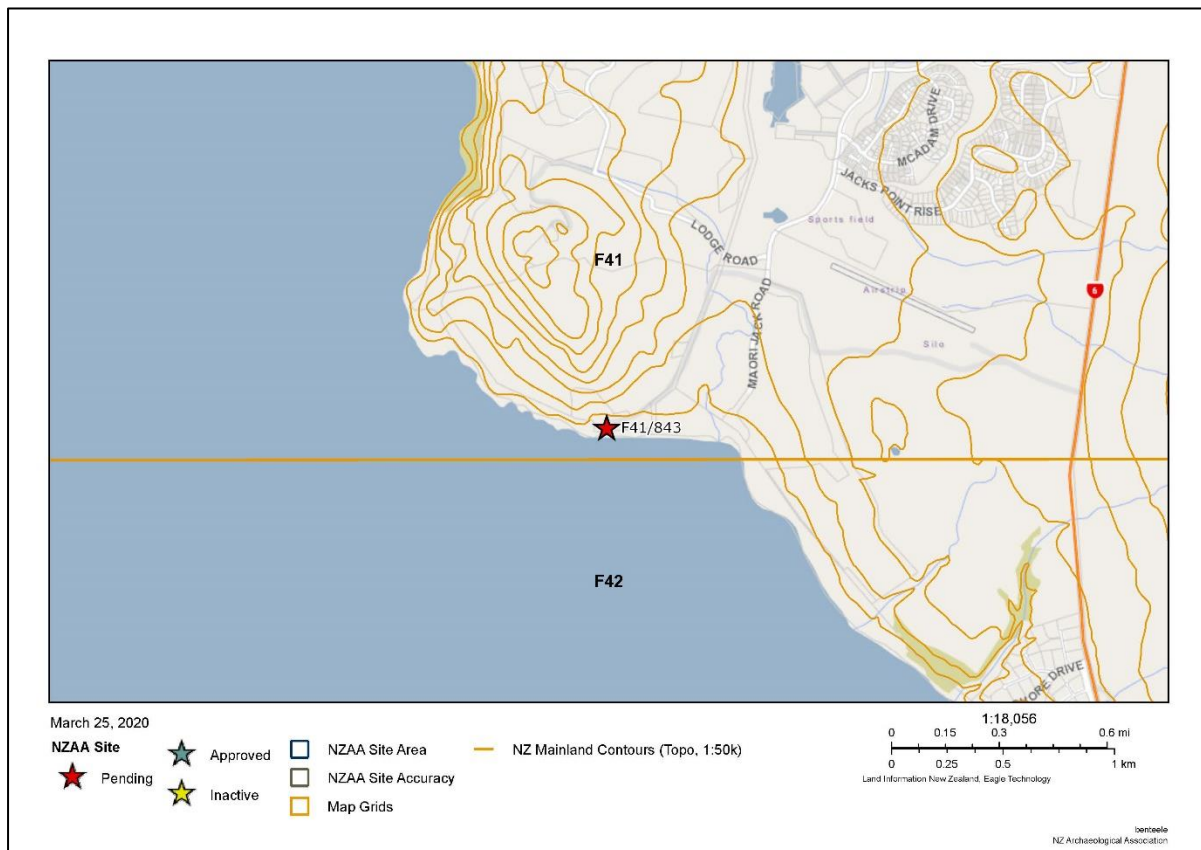 MCADAM DRIVE
JACKS POINT RISE
Sports field
LODGE ROAD
F41
Airstrip
6
MAORI JACK ROAD
Silo
F41/843
F42
SHORE DRIVE
March 25, 2020
NZAA Site
Pending
Approved
Inactive
NZAA Site Area
NZAA Site Accuracy
Map Grids
NZ Mainland Contours (Topo, 1:50k)
1:18,056
0 0.15 0.3 0.6 mi
0 0.25 0.5 1 km
Land Information New Zealand, Eagle Technology
benteele
NZ Archaeological Association